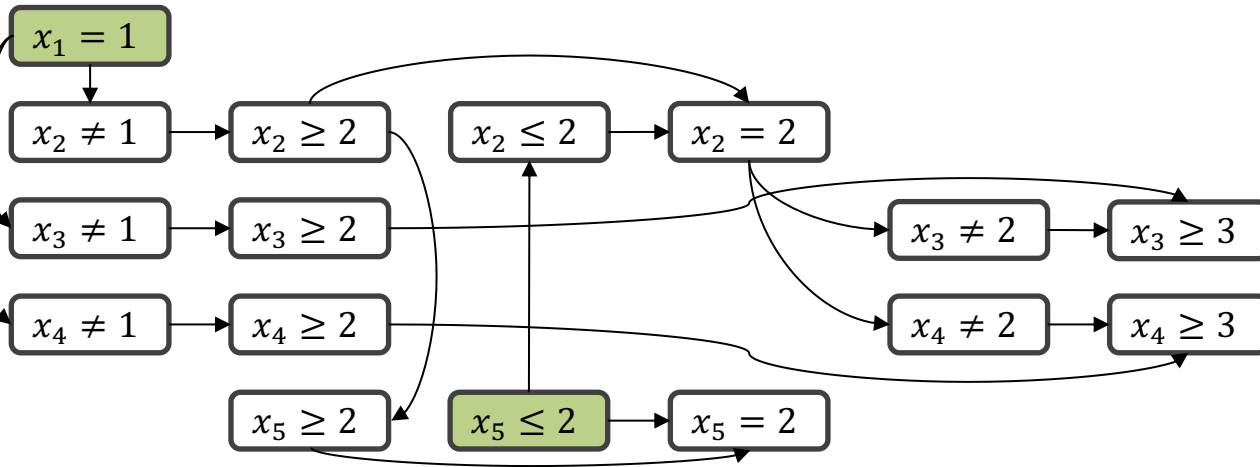 x₁ = 1
x₂ ≠ 1 x₂ ≥ 2 x₂ ≤ 2 x₂ = 2
x₃ ≠ 1 x₃ ≥ 2 x₃ ≠ 2 x₃ ≥ 3
x₄ ≠ 1 x₄ ≥ 2 x₄ ≠ 2 x₄ ≥ 3
x₅ ≥ 2 x₅ ≤ 2 x₅ = 2